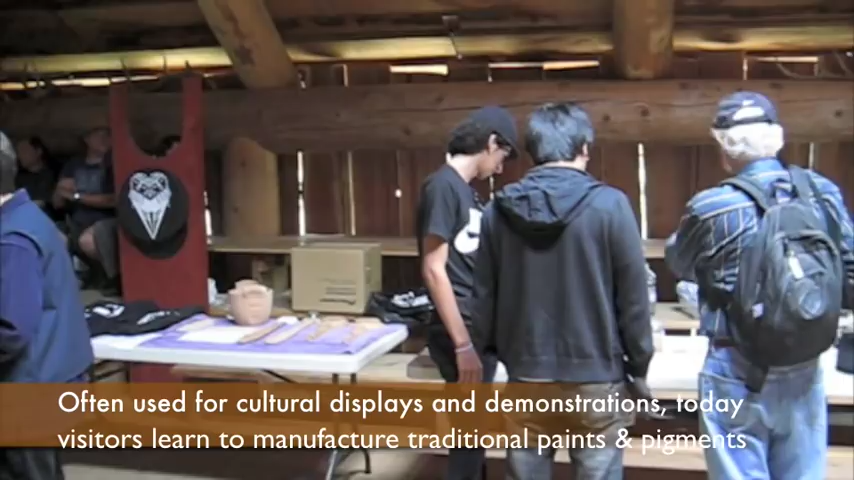 Often used for cultural displays and demonstrations, today
visitors learn to manufacture traditional paints & pigments